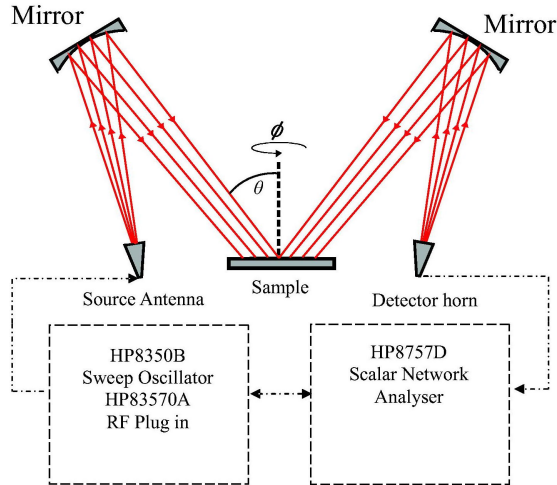 Mirror
Mirror
ϕ
θ
Source Antenna
Sample
Detector horn
HP8350B
Sweep Oscillator
HP83570A
RF Plug in
HP8757D
Scalar Network
Analyser